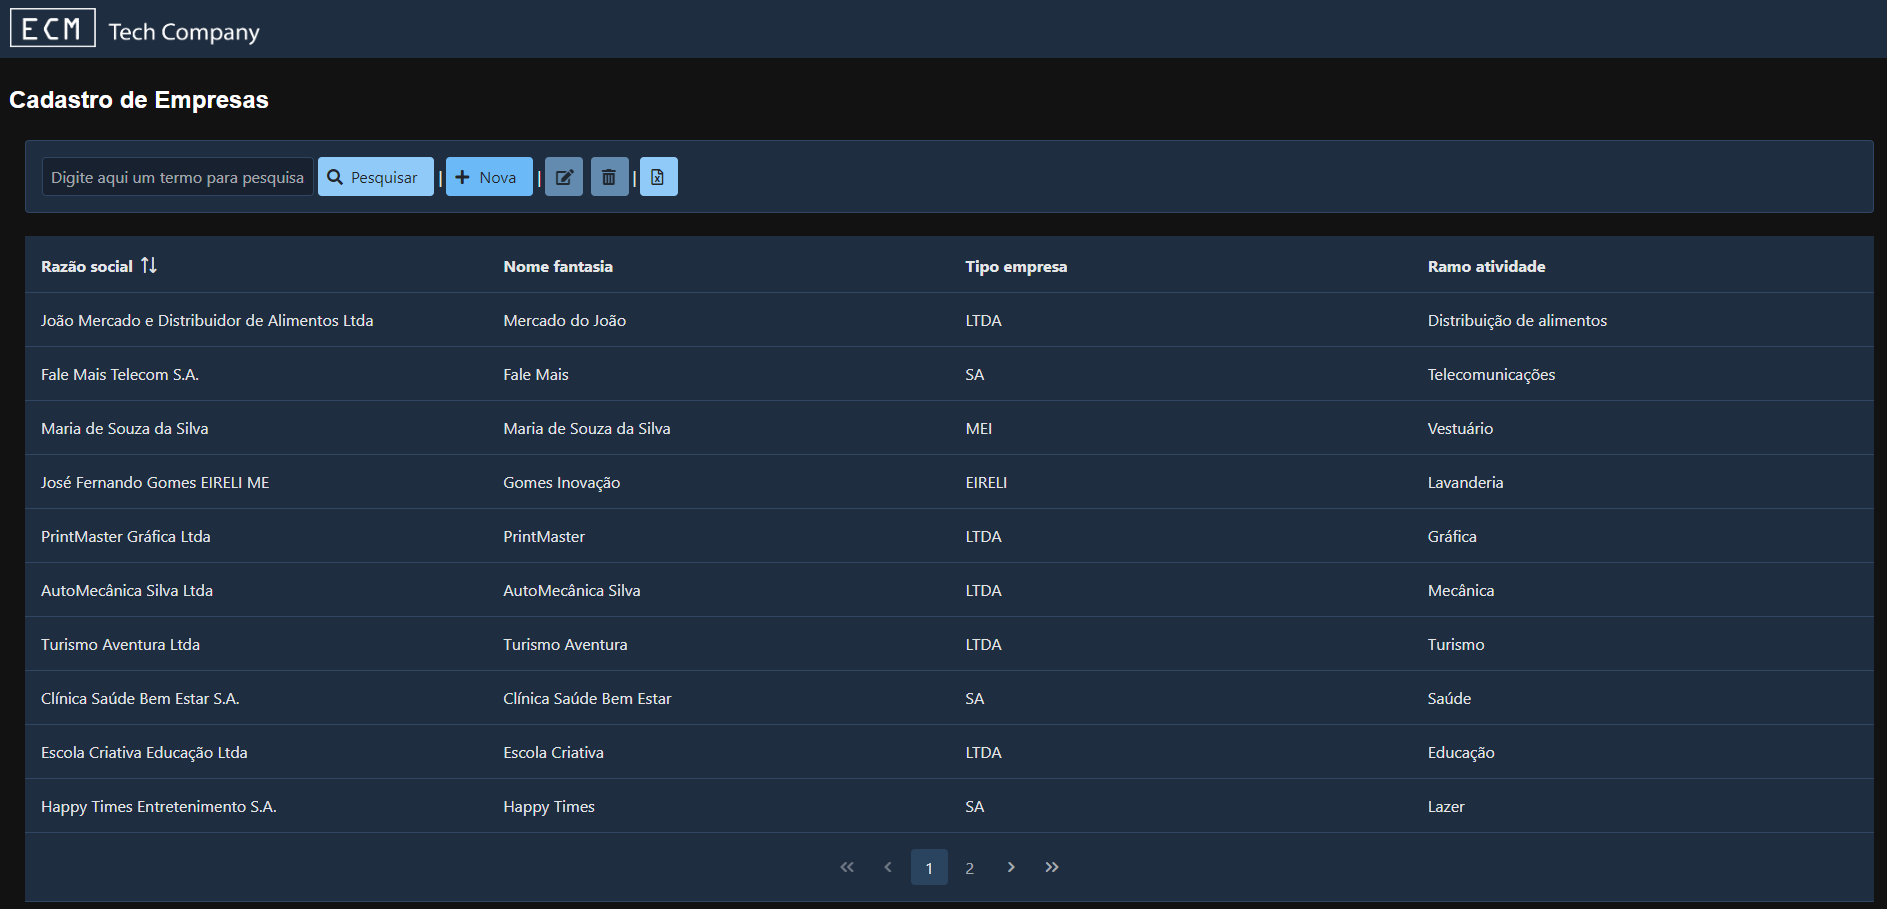 ECM Tech Company
Cadastro de Empresas
Digite aqui um termo para pesquisa Pesquisar | Nova | |
Razão social Nome fantasia Tipo empresa Ramo atividade
João Mercado e Distribuidor de Alimentos Ltda Mercado do João LTDA Distribuição de alimentos
Fale Mais Telecom S.A. Fale Mais SA Telecomunicações
Maria de Souza da Silva Maria de Souza da Silva MEI Vestuário
José Fernando Gomes EIRELI ME Gomes Inovação EIRELI Lavanderia
PrintMaster Gráfica Ltda PrintMaster LTDA Gráfica
AutoMecânica Silva Ltda AutoMecânica Silva LTDA Mecânica
Turismo Aventura Ltda Turismo Aventura LTDA Turismo
Clínica Saúde Bem Estar S.A. Clínica Saúde Bem Estar SA Saúde
Escola Criativa Educação Ltda Escola Criativa LTDA Educação
Happy Times Entretenimento S.A. Happy Times SA Lazer
1 2